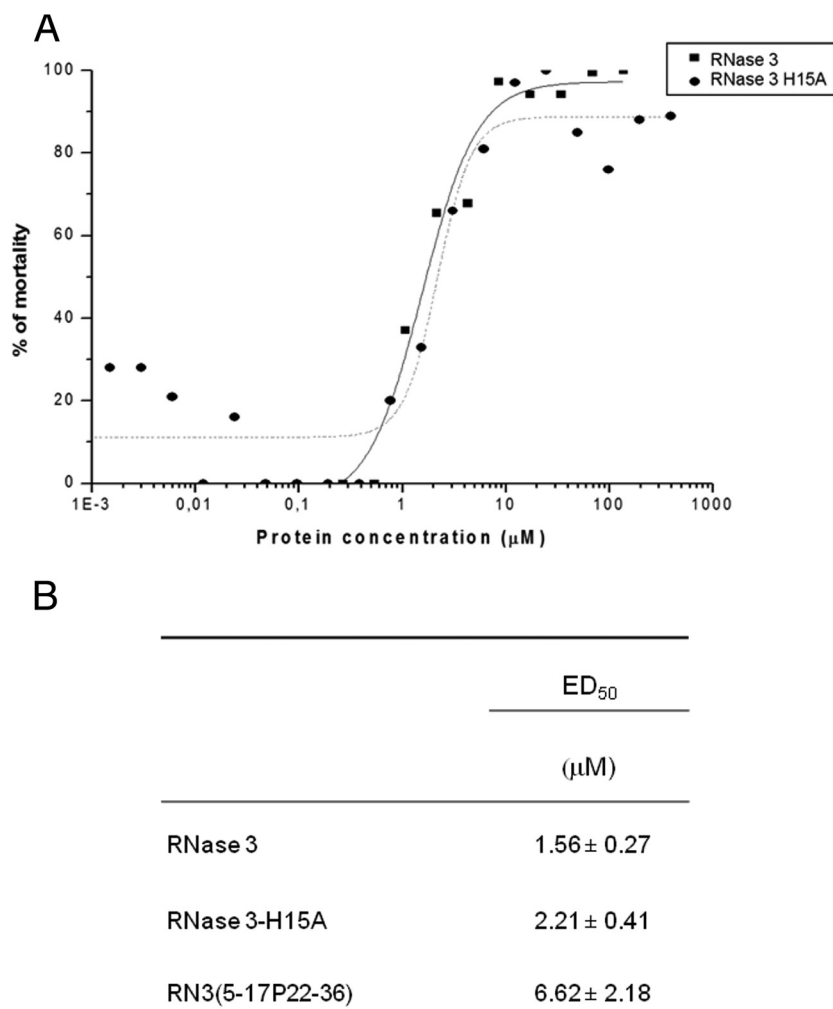 A
RNase 3
RNase 3 H15A
100
80
60
40
20
0
% of mortality
1E-3 0,01 0,1 1 10 100 1000
Protein concentration (µM)
B
ED50
(µM)
RNase 3 1.56 ± 0.27
RNase 3-H15A 2.21 ± 0.41
RN3(5-17P22-36) 6.62 ± 2.18